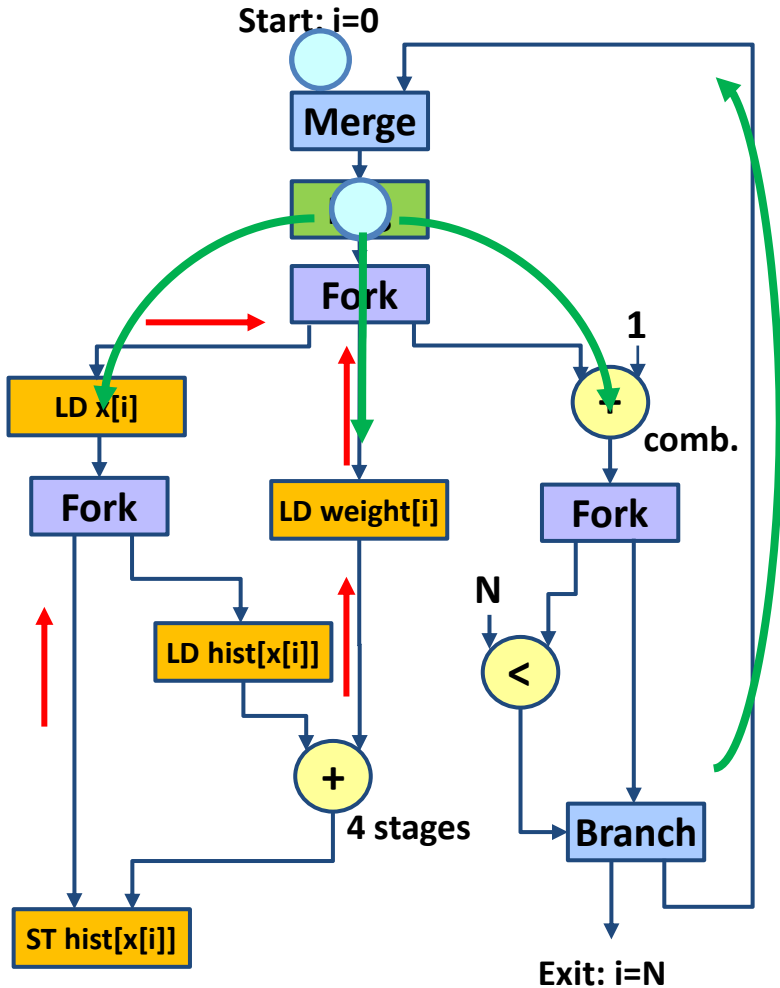 Start: i=0
Merge
Fork
1
LD x[i]
+
comb.
Fork
LD weight[i]
Fork
N
LD hist[x[i]]
<
+
4 stages
Branch
ST hist[x[i]]
Exit: i=N